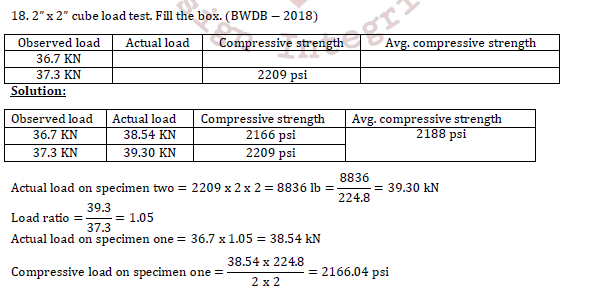 18. 2” x 2” cube load test. Fill the box. (BWDB – 2018)
Observed load Actual load Compressive strength Avg. compressive strength
36.7 KN
37.3 KN 2209 psi
Solution:
Observed load Actual load Compressive strength Avg. compressive strength
36.7 KN 38.54 KN 2166 psi 2188 psi
37.3 KN 39.30 KN 2209 psi
Actual load on specimen two = 2209 x 2 x 2 = 8836 lb = 8836 / 224.8 = 39.30 kN
Load ratio = 39.3 / 37.3 = 1.05
Actual load on specimen one = 36.7 x 1.05 = 38.54 kN
Compressive load on specimen one = 38.54 x 224.8 / 2 x 2 = 2166.04 psi